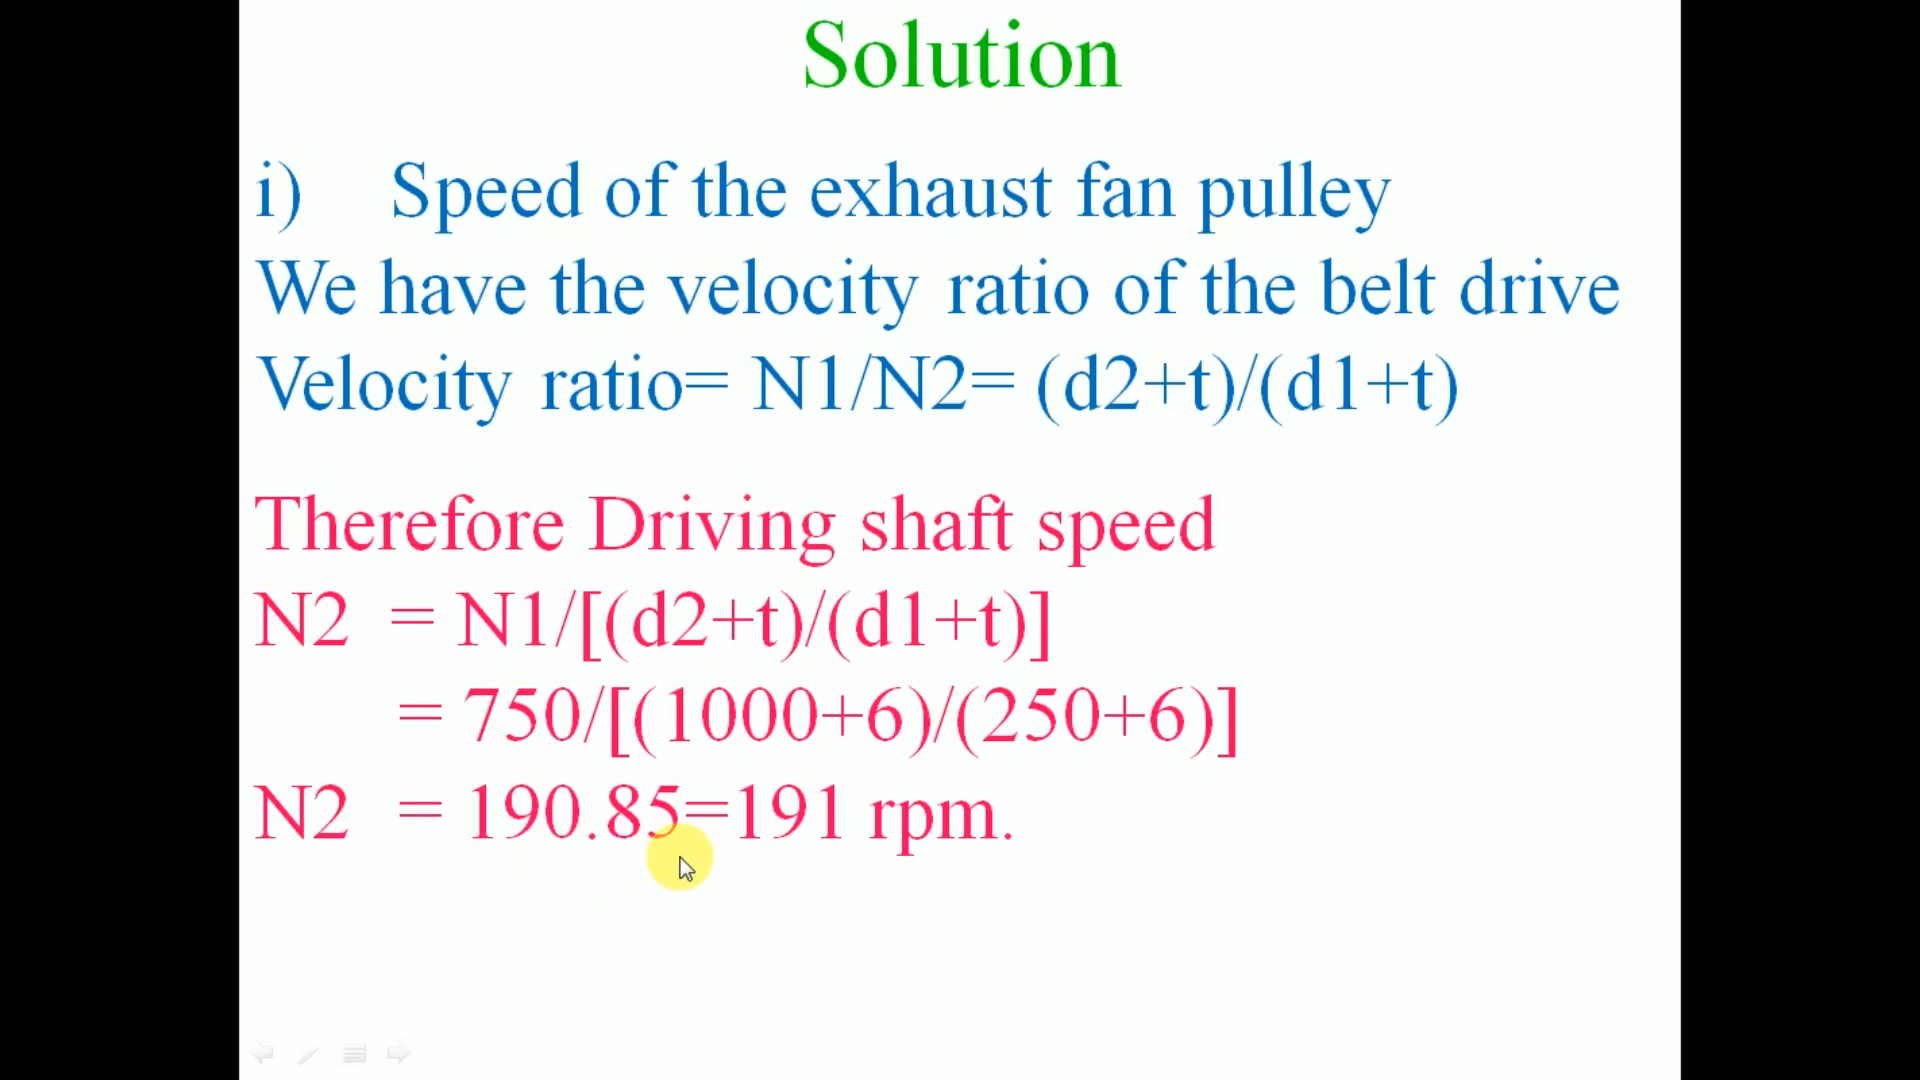 Solution
i) Speed of the exhaust fan pulley
We have the velocity ratio of the belt drive
Velocity ratio= N1/N2= (d2+t)/(d1+t)
Therefore Driving shaft speed
N2 = N1/[(d2+t)/(d1+t)]
= 750/[(1000+6)/(250+6)]
N2 = 190.85=191 rpm.